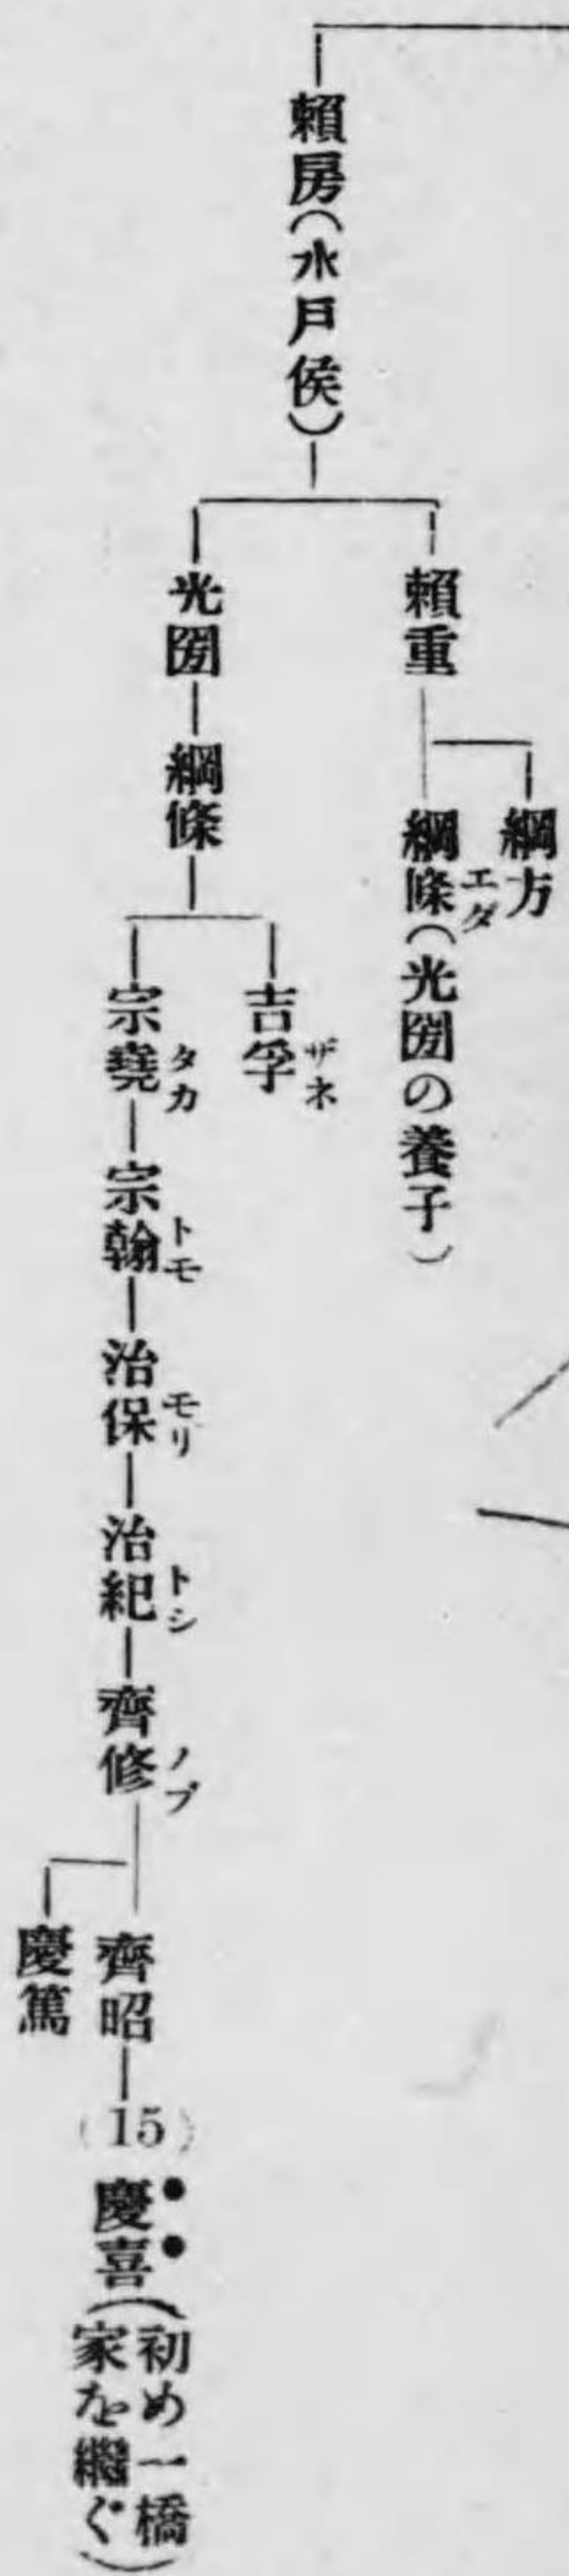 賴房（水戸侯）
賴重
綱方
綱條（光圀の養子）
エダ
光圀
綱條
吉孚
ザネ
宗堯
タカ
宗翰
トモ
治保
モリ
治紀
トシ
齊修
ノブ
齊昭
（15）
慶喜（初め一橋
家を繼ぐ）
慶篤